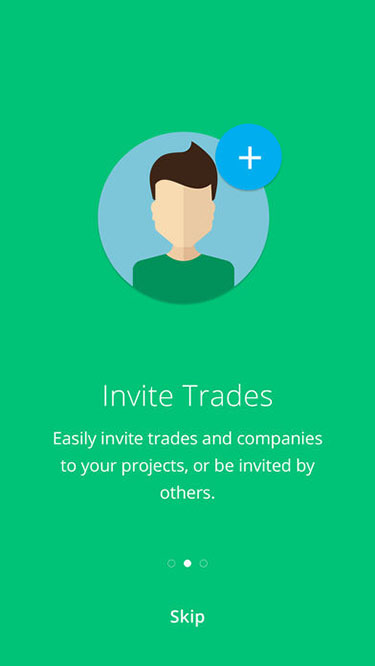 +
Invite Trades
Easily invite trades and companies
to your projects, or be invited by
others.
Skip